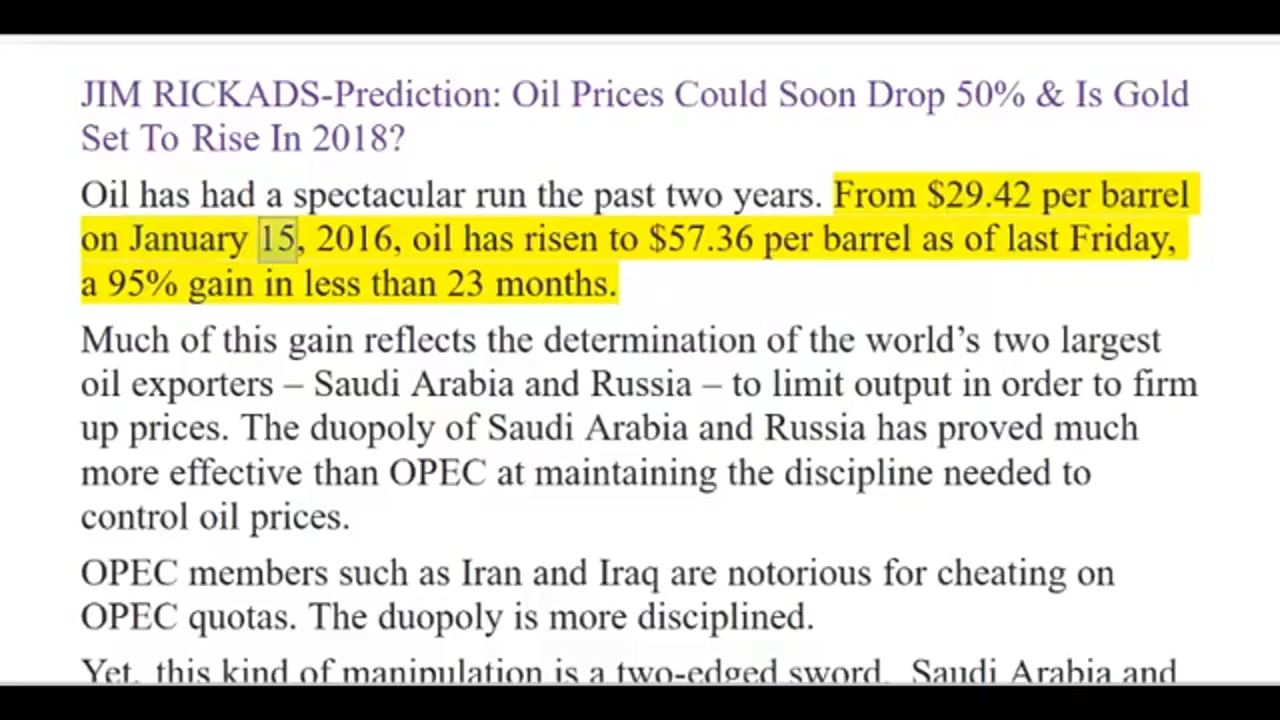 JIM RICKADS-Prediction: Oil Prices Could Soon Drop 50% & Is Gold
Set To Rise In 2018?
Oil has had a spectacular run the past two years. From $29.42 per barrel
on January 15, 2016, oil has risen to $57.36 per barrel as of last Friday,
a 95% gain in less than 23 months.
Much of this gain reflects the determination of the world’s two largest
oil exporters – Saudi Arabia and Russia – to limit output in order to firm
up prices. The duopoly of Saudi Arabia and Russia has proved much
more effective than OPEC at maintaining the discipline needed to
control oil prices.
OPEC members such as Iran and Iraq are notorious for cheating on
OPEC quotas. The duopoly is more disciplined.
Yet, this kind of manipulation is a two-edged sword. Saudi Arabia and